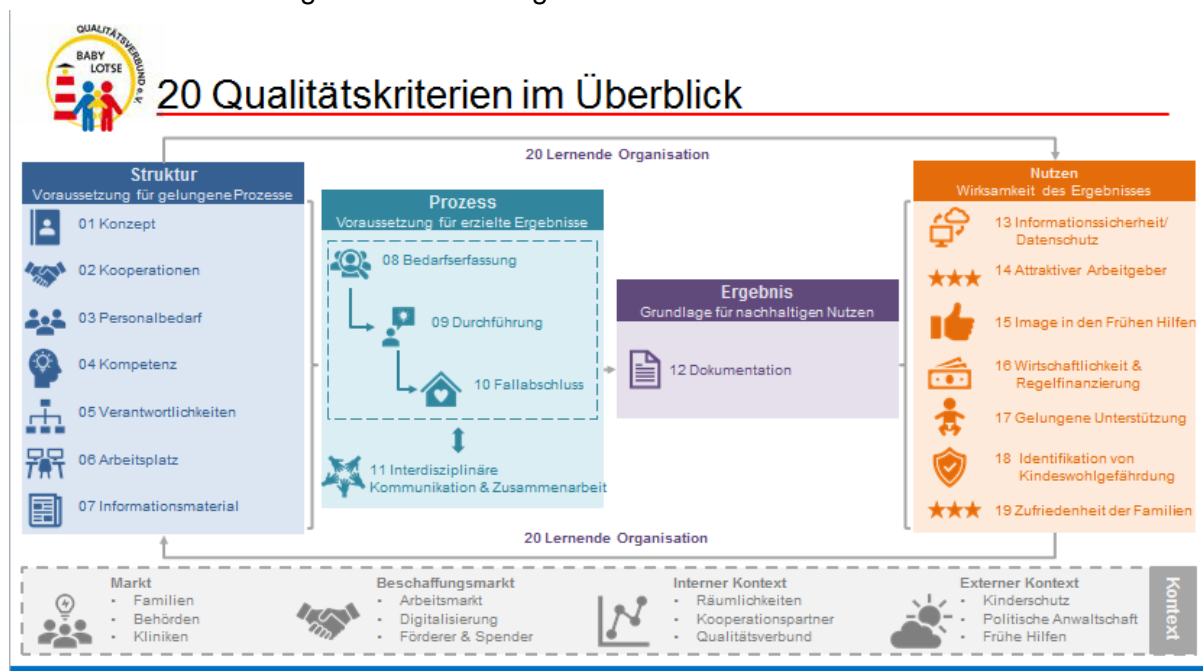 QUALITÄTSVERBUND e.V.
BABY
LOTSE
20 Qualitätskriterien im Überblick
20 Lernende Organisation
Struktur
Voraussetzung für gelungene Prozesse
01 Konzept
02 Kooperationen
03 Personalbedarf
04 Kompetenz
05 Verantwortlichkeiten
06 Arbeitsplatz
07 Informationsmaterial
Prozess
Voraussetzung für erzielte Ergebnisse
08 Bedarfserfassung
09 Durchführung
10 Fallabschluss
11 Interdisziplinäre
Kommunikation & Zusammenarbeit
Ergebnis
Grundlage für nachhaltigen Nutzen
12 Dokumentation
Nutzen
Wirksamkeit des Ergebnisses
13 Informationssicherheit/
Datenschutz
14 Attraktiver Arbeitgeber
15 Image in den Frühen Hilfen
16 Wirtschaftlichkeit &
Regelfinanzierung
17 Gelungene Unterstützung
18 Identifikation von
Kindeswohlgefährdung
19 Zufriedenheit der Familien
20 Lernende Organisation
Markt
• Familien
• Behörden
• Kliniken
Beschaffungsmarkt
• Arbeitsmarkt
• Digitalisierung
• Förderer & Spender
Interner Kontext
• Räumlichkeiten
• Kooperationspartner
• Qualitätsverbund
Externer Kontext
• Kinderschutz
• Politische Anwaltschaft
• Frühe Hilfen
Kontext